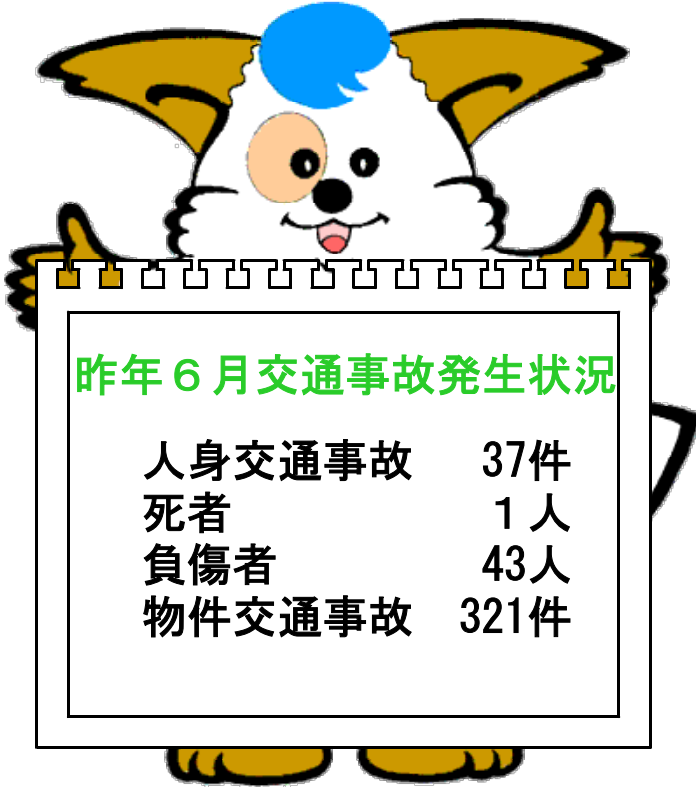 昨年６月交通事故発生状況
人身交通事故　37件
死者　１人
負傷者　43人
物件交通事故　321件